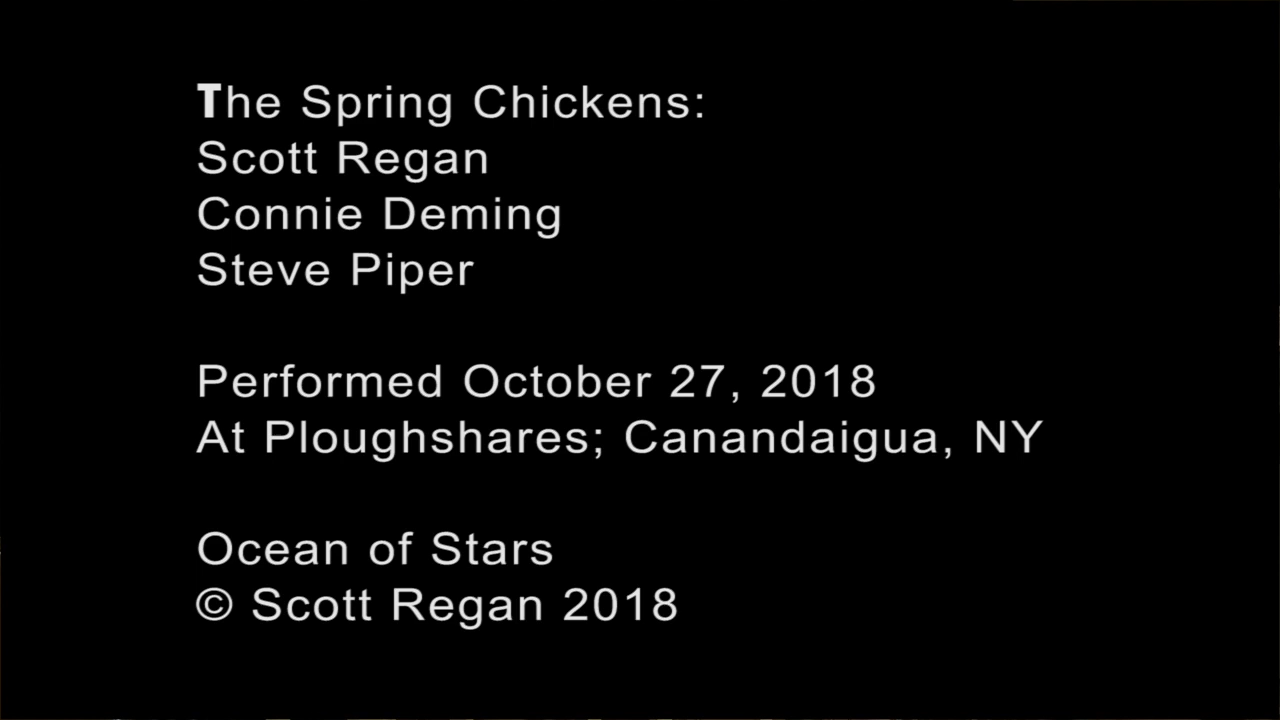 The Spring Chickens:
Scott Regan
Connie Deming
Steve Piper
Performed October 27, 2018
At Ploughshares; Canandaigua, NY
Ocean of Stars
© Scott Regan 2018